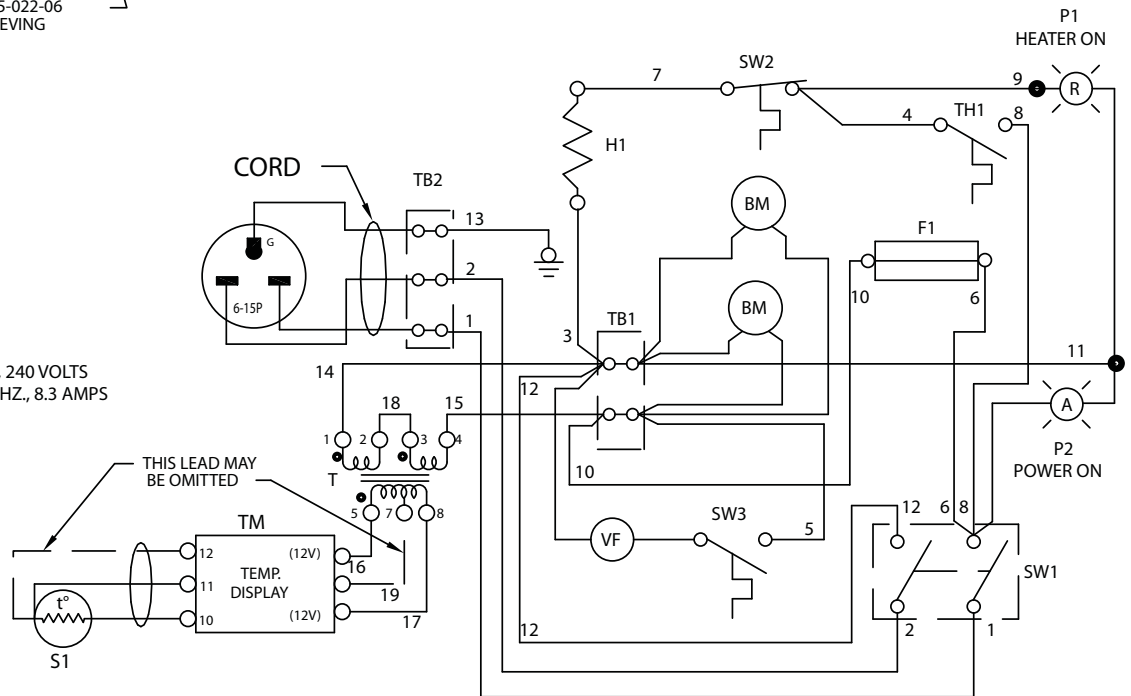 5-022-06
EVING
P1
HEATER ON
SW2
7
9
R
H1
4
TH1
8
CORD
TB2
G
6-15P
13
2
1
BM
BM
F1
10
6
3
TB1
11
. 240 VOLTS
HZ., 8.3 AMPS
14
12
18
15
1
2
3
4
T
5
7
8
10
A
P2
POWER ON
THIS LEAD MAY
BE OMITTED
TM
12
11
10
(12V)
TEMP.
DISPLAY
(12V)
16
19
17
t°
S1
VF
SW3
5
12
12
6
8
SW1
2
1